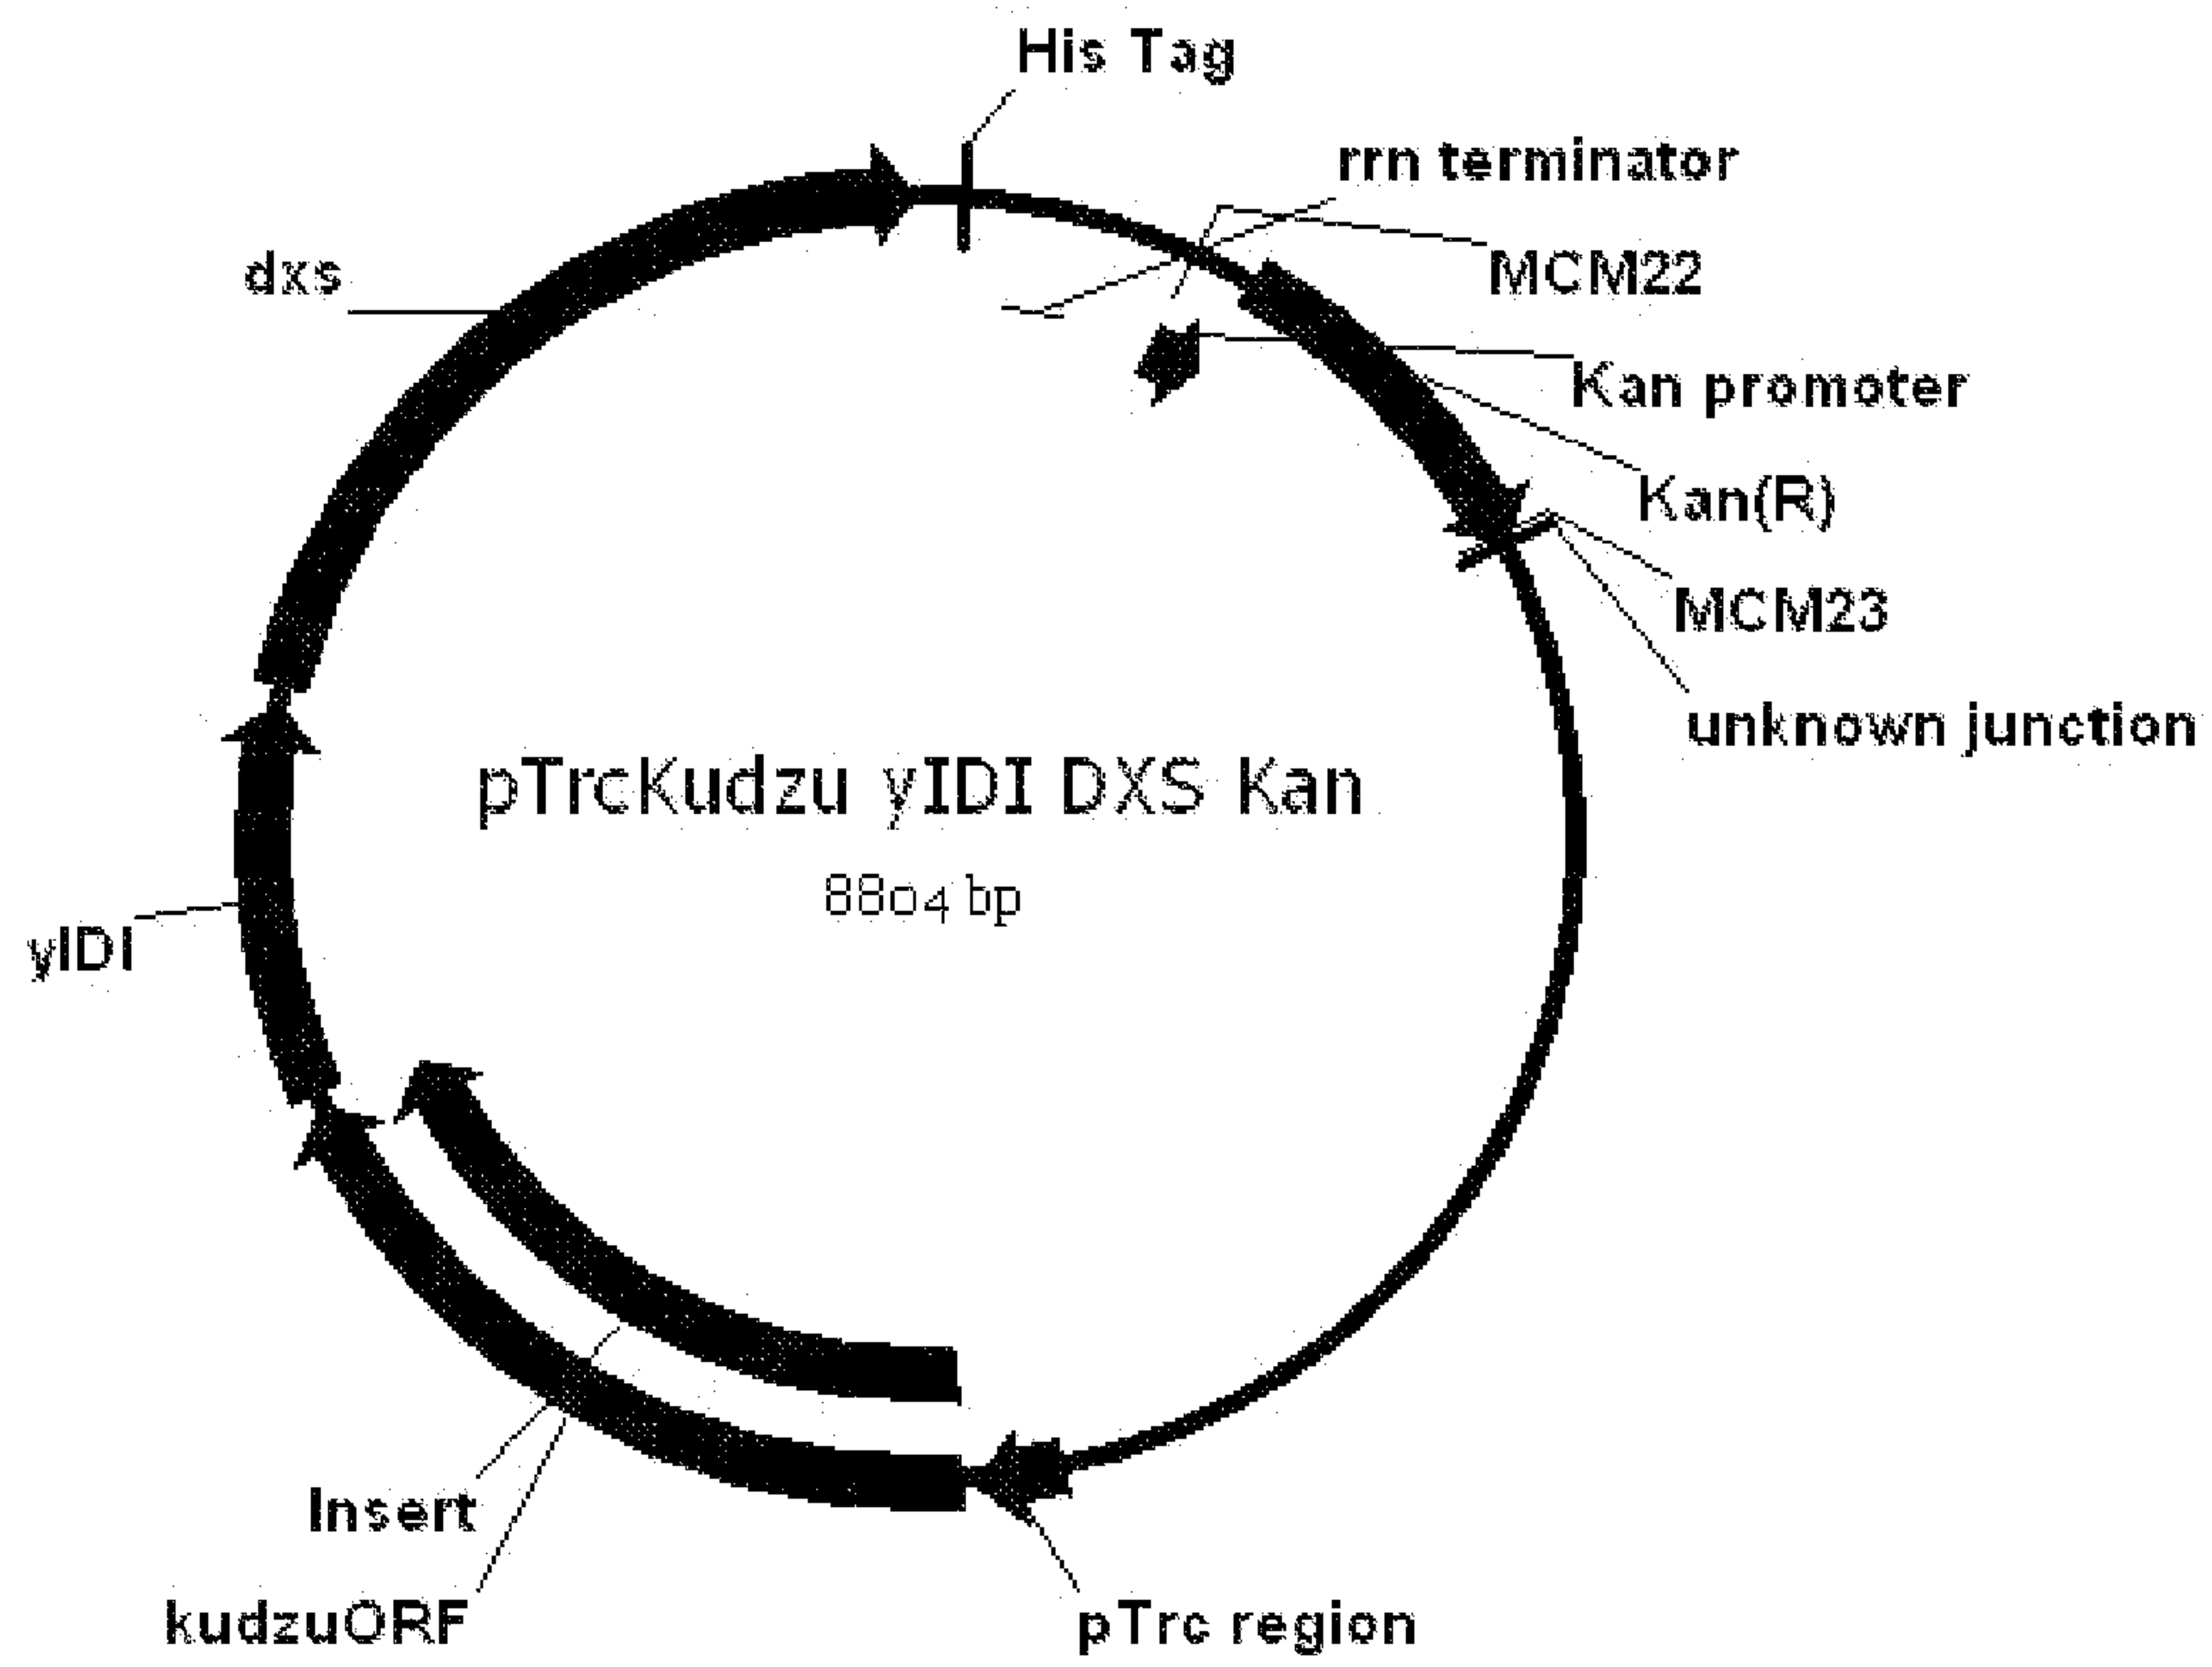 His Tag
rrn terminator
MCM22
dxs
Kan promoter
Kan(R)
MCM23
unknown junction
pTrcKudzu yIDI DXS Kan
8804 bp
yIDI
Insert
kudzuORF
pTrc region